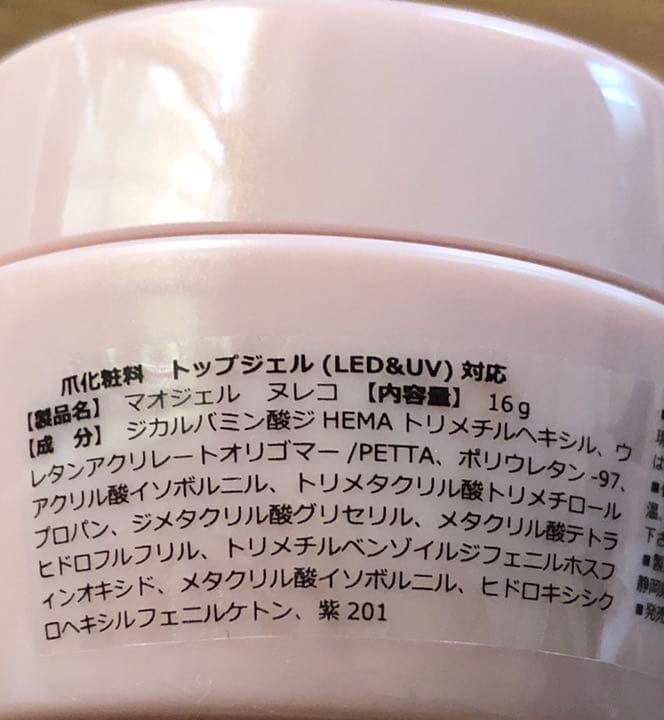 爪化粧料 トップジェル (LED&UV) 対応
【製品名】 マオジェル ヌレコ 【内容量】 16g
【成 分】 ジカルバミン酸ジ HEMA トリメチルヘキシル、ウ
レタンアクリレートオリゴマー /PETTA、ポリウレタン -97、
アクリル酸イソボルニル、トリメタクリル酸トリメチロール
プロパン、ジメタクリル酸グリセリル、メタクリル酸テトラ
ヒドロフルフリル、トリメチルベンゾイルジフェニルホスフ
ィンオキシド、メタクリル酸イソボルニル、ヒドロキシシク
ロヘキシルフェニルケトン、紫 201
は
温
下さ
■製
静岡
■発